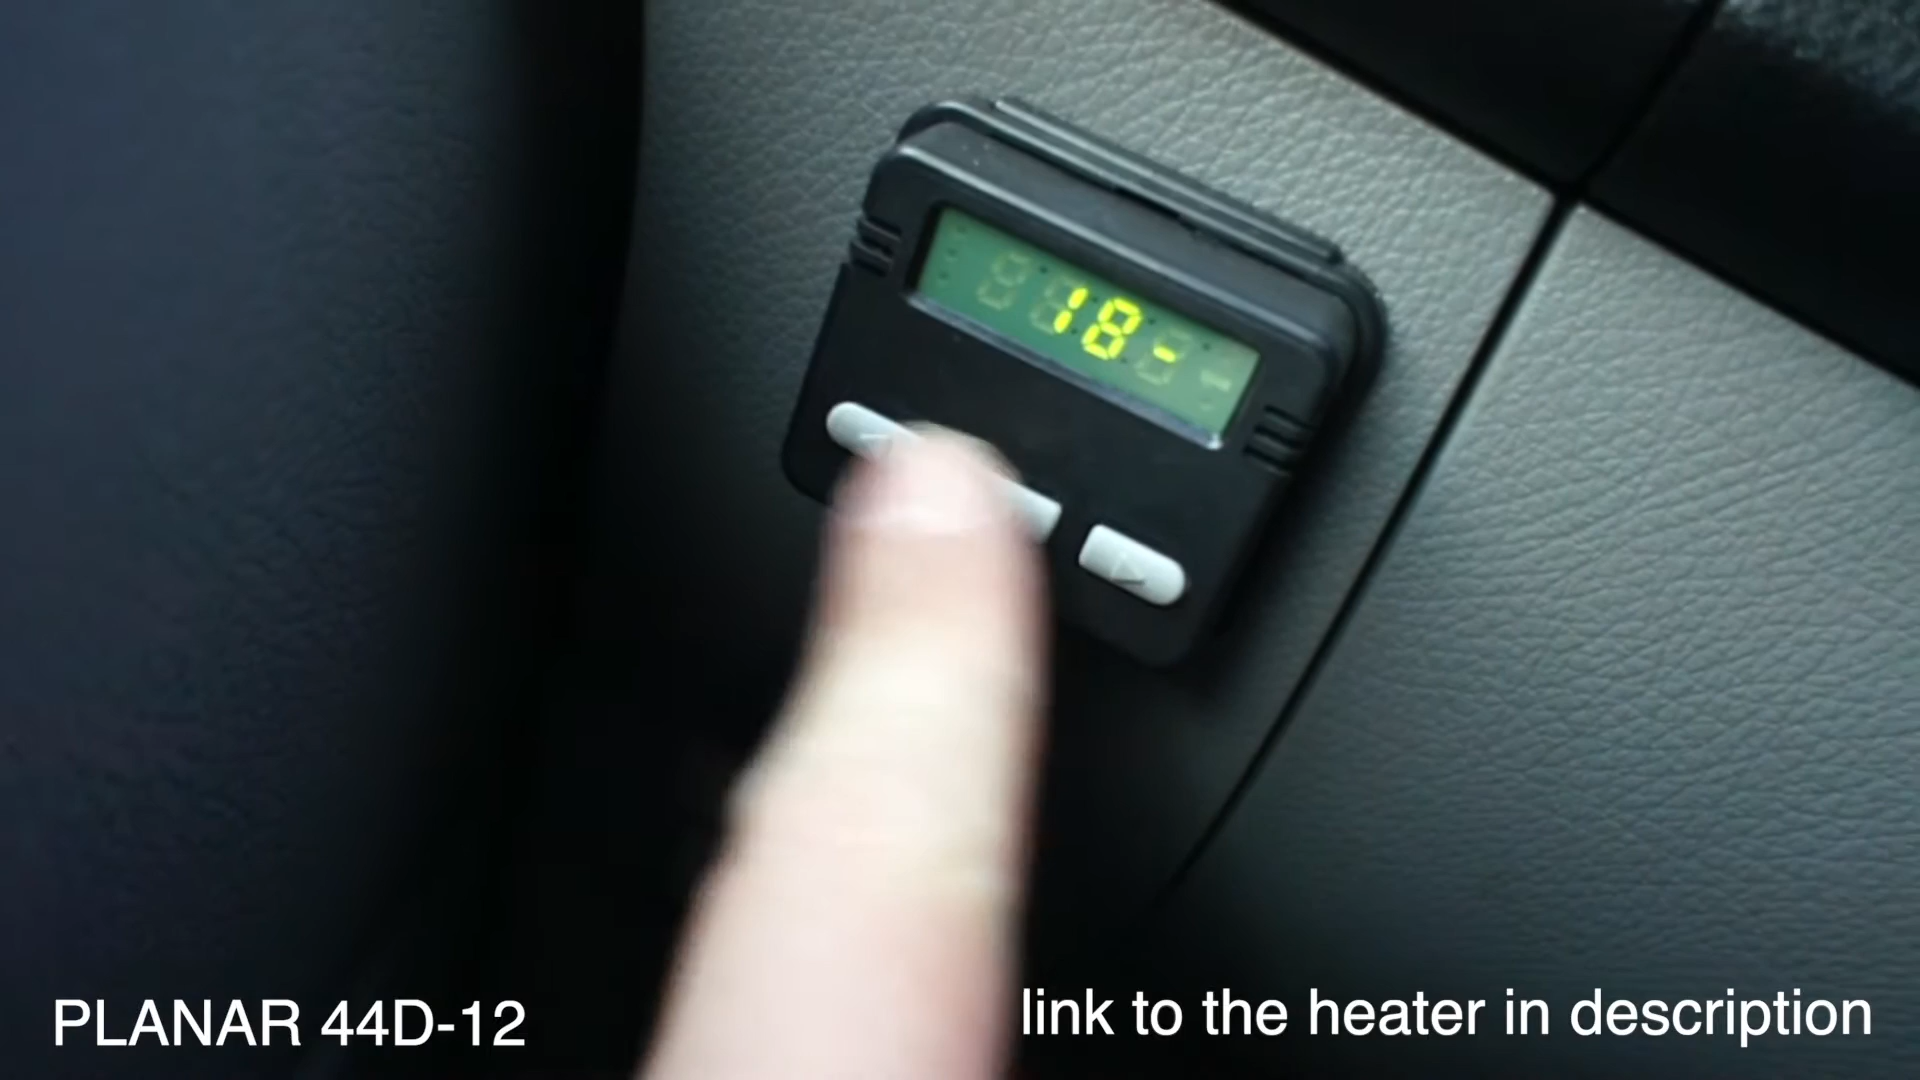 18-
PLANAR 44D-12
link to the heater in description